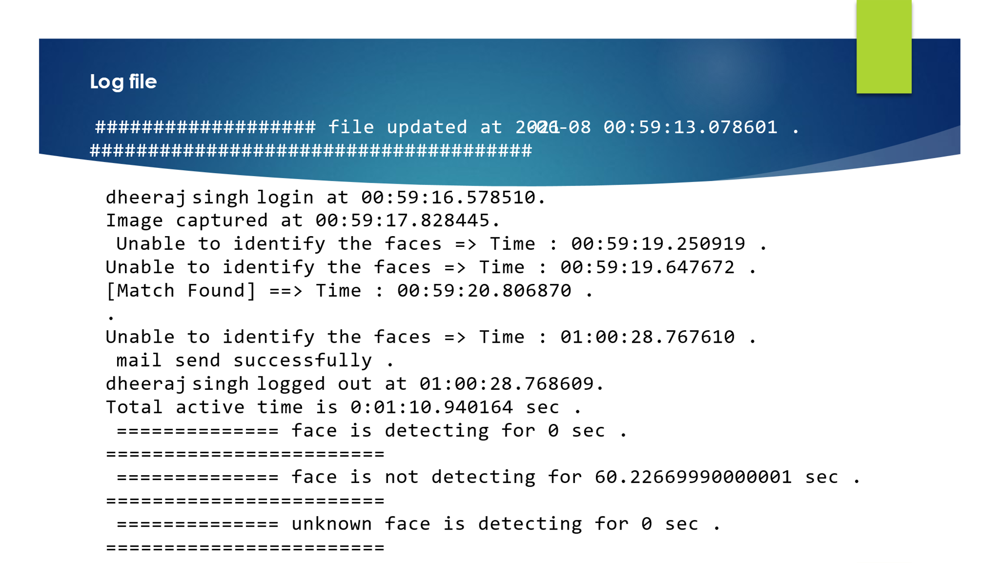 Log file
################### file updated at 00:59:13.078601 .
######################################
dheeraj singh login at 00:59:16.578510.
Image captured at 00:59:17.828445.
Unable to identify the faces => Time : 00:59:19.250919 .
Unable to identify the faces => Time : 00:59:19.647672 .
[Match Found] ==> Time : 00:59:20.806870 .
.
Unable to identify the faces => Time : 01:00:28.767610 .
mail send successfully .
dheeraj singh logged out at 01:00:28.768609.
Total active time is 0:01:10.940164 sec .
============== face is detecting for 0 sec .
========================
============== face is not detecting for 60.22669990000001 sec .
========================
============== unknown face is detecting for 0 sec .
========================